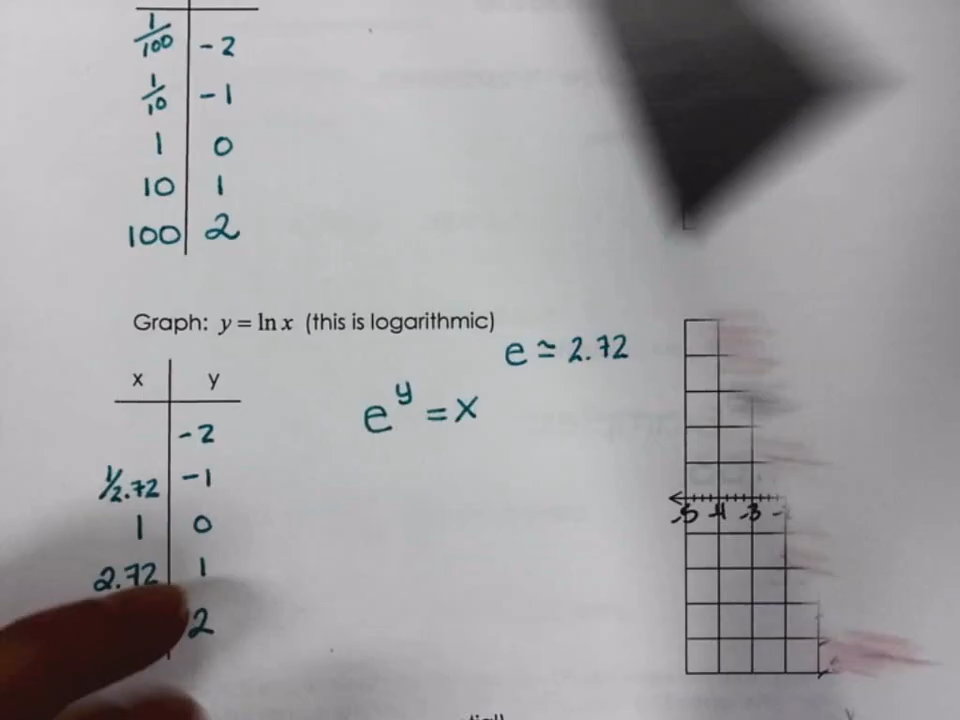 1/100 -2
1/10 -1
1 0
10 1
100 2
Graph: y = ln x (this is logarithmic)
e ≃ 2.72
x y
e^y = x
-2
1/2.72 -1
1 0
2.72 1
2
-5 -4 -3